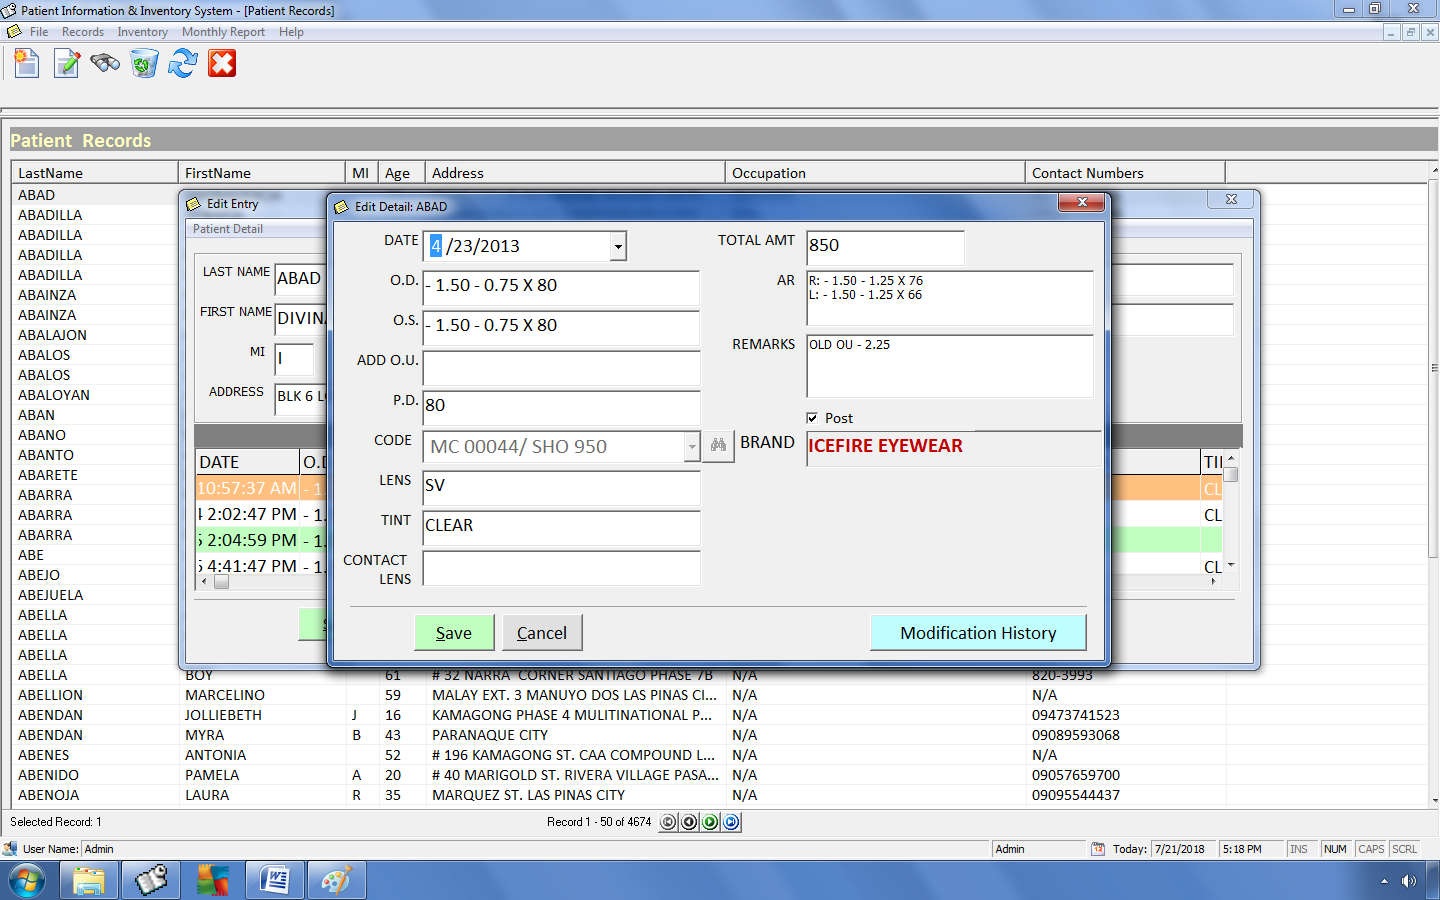 Patient Information & Inventory System - [Patient Records]
File Records Inventory Monthly Report Help
Patient Records
LastName FirstName MI Age Address Occupation Contact Numbers
ABAD
ABADILLA
ABADILLA
ABADILLA
ABADILLA
ABAINZA
ABAINZA
ABALAJON
ABALOS
ABALOS
ABALOYAN
ABAN
ABANO
ABANTO
ABARETE
ABARRA
ABARRA
ABARRA
ABE
ABEJO
ABEJUELA
ABELLA
ABELLA
ABELLA
ABELLA BOY 61 # 32 NARRA CORNER SANTIAGO PHASE 7B N/A 820-3993
ABELLION MARCELINO 59 MALAY EXT. 3 MANUYO DOS LAS PINAS CI... N/A N/A
ABENDAN JOLLIEBETH J 16 KAMAGONG PHASE 4 MULITINATIONAL P... N/A 09473741523
ABENDAN MYRA B 43 PARANAQUE CITY N/A 09089593068
ABENES ANTONIA 52 # 196 KAMAGONG ST. CAA COMPOUND L... N/A N/A
ABENIDO PAMELA A 20 # 40 MARIGOLD ST. RIVERA VILLAGE PASA... N/A 09057659700
ABENOJA LAURA R 35 MARQUEZ ST. LAS PINAS CITY N/A 09095544437
Edit Entry
Patient Detail
LAST NAME ABAD
FIRST NAME DIVINA
MI I
ADDRESS BLK 6
DATE O.D TI
10:57:37 AM - 1. CL
4 2:02:47 PM - 1. CL
5 2:04:59 PM - 1.
5 4:41:47 PM - 1. CL
Edit Detail: ABAD
DATE 4 /23/2013
O.D. - 1.50 - 0.75 X 80
O.S. - 1.50 - 0.75 X 80
ADD O.U.
P.D. 80
CODE MC 00044/ SHO 950
LENS SV
TINT CLEAR
CONTACT
LENS
TOTAL AMT 850
AR R: - 1.50 - 1.25 X 76
L: - 1.50 - 1.25 X 66
REMARKS OLD OU - 2.25
Post
BRAND ICEFIRE EYEWEAR
Save Cancel Modification History
Selected Record: 1 Record 1 - 50 of 4674
User Name: Admin Admin 12 Today: 7/21/2018 5:18 PM INS NUM CAPS SCRL